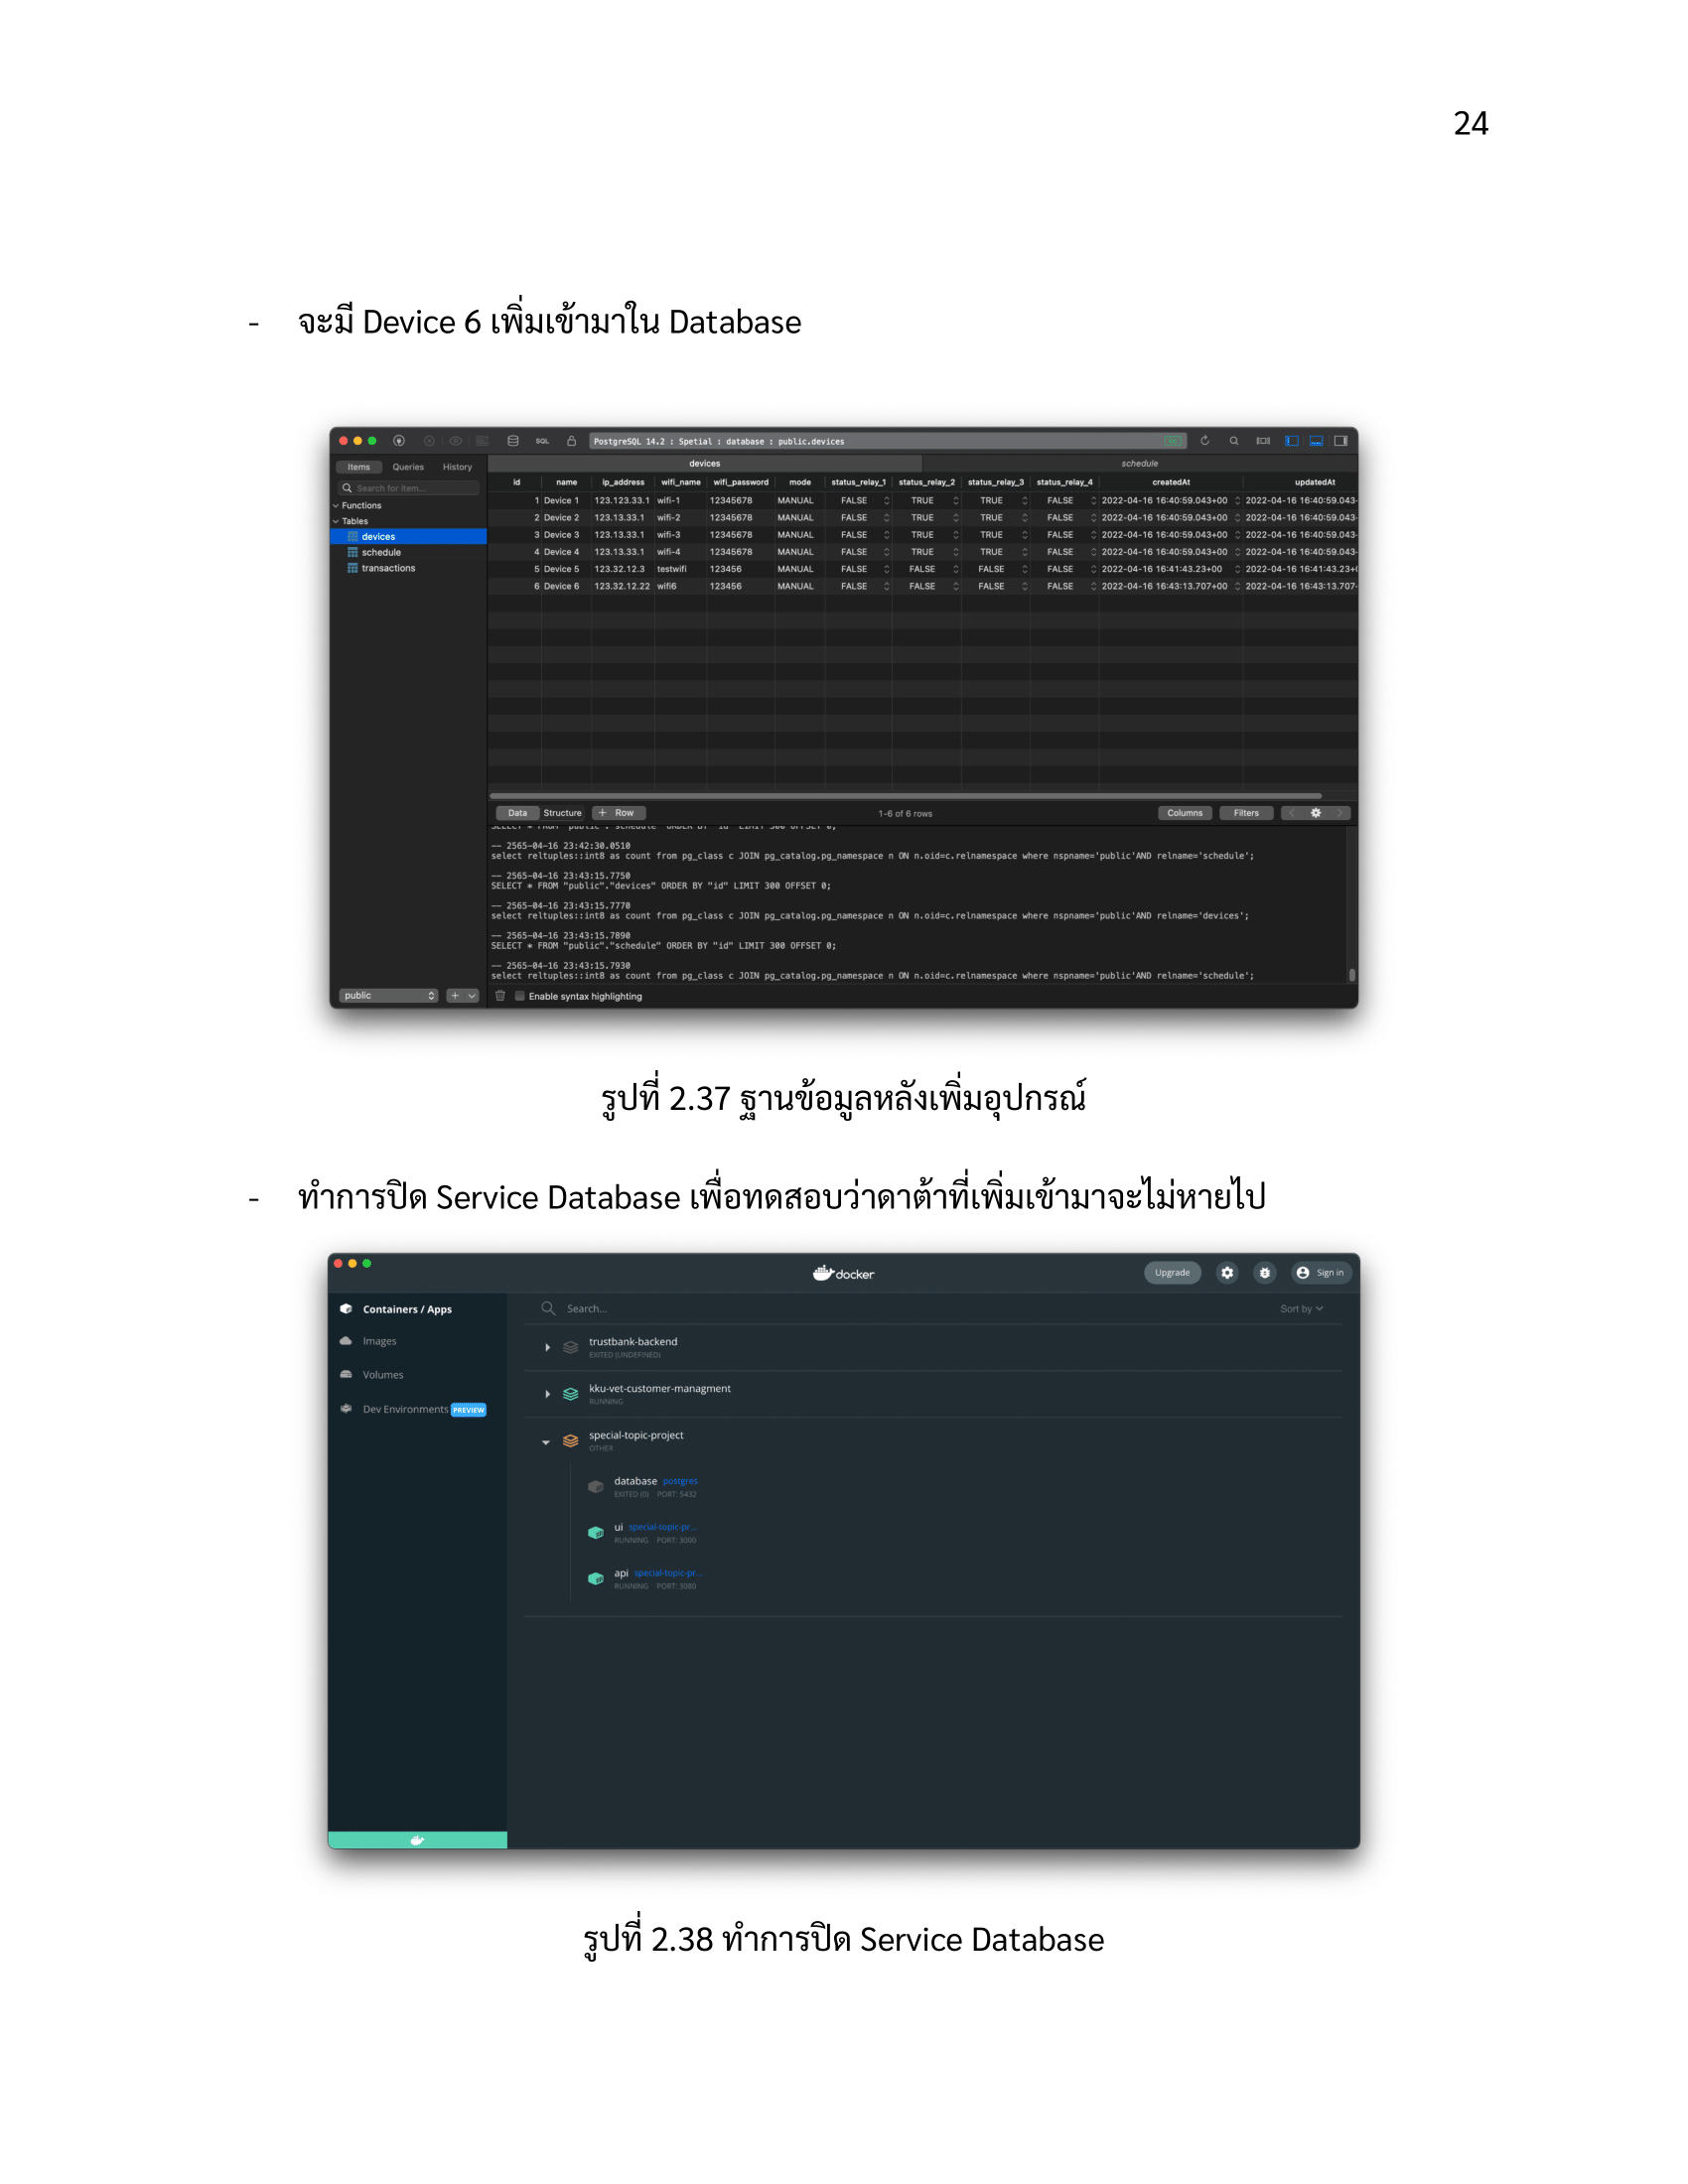 24
- จะมี Device 6 เพิ่มเข้ามาใน Database
PostgreSQL 14.2 : Spetial : database : public.devices
SQL
Items Queries History
Search for item...
Functions
Tables
devices
schedule
transactions
devices schedule
id name ip_address wifi_name wifi_password mode status_relay_1 status_relay_2 status_relay_3 status_relay_4 createdAt updatedAt
1 Device 1 123.123.33.1 wifi-1 12345678 MANUAL FALSE TRUE TRUE FALSE 2022-04-16 16:40:59.043+00 2022-04-16 16:40:59.043-
2 Device 2 123.13.33.1 wifi-2 12345678 MANUAL FALSE TRUE TRUE FALSE 2022-04-16 16:40:59.043+00 2022-04-16 16:40:59.043-
3 Device 3 123.13.33.1 wifi-3 12345678 MANUAL FALSE TRUE TRUE FALSE 2022-04-16 16:40:59.043+00 2022-04-16 16:40:59.043-
4 Device 4 123.13.33.1 wifi-4 12345678 MANUAL FALSE TRUE TRUE FALSE 2022-04-16 16:40:59.043+00 2022-04-16 16:40:59.043-
5 Device 5 123.32.12.3 testwifi 123456 MANUAL FALSE FALSE FALSE FALSE 2022-04-16 16:41:43.23+00 2022-04-16 16:41:43.23+0
6 Device 6 123.32.12.22 wifi6 123456 MANUAL FALSE FALSE FALSE FALSE 2022-04-16 16:43:13.707+00 2022-04-16 16:43:13.707-
Data Structure + Row 1-6 of 6 rows Columns Filters
SELECT * FROM "public"."schedule" ORDER BY "id" LIMIT 300 OFFSET 0;
-- 2565-04-16 23:42:30.0510
select reltuples::int8 as count from pg_class c JOIN pg_catalog.pg_namespace n ON n.oid=c.relnamespace where nspname='public'AND relname='schedule';
-- 2565-04-16 23:43:15.7750
SELECT * FROM "public"."devices" ORDER BY "id" LIMIT 300 OFFSET 0;
-- 2565-04-16 23:43:15.7770
select reltuples::int8 as count from pg_class c JOIN pg_catalog.pg_namespace n ON n.oid=c.relnamespace where nspname='public'AND relname='devices';
-- 2565-04-16 23:43:15.7890
SELECT * FROM "public"."schedule" ORDER BY "id" LIMIT 300 OFFSET 0;
-- 2565-04-16 23:43:15.7930
select reltuples::int8 as count from pg_class c JOIN pg_catalog.pg_namespace n ON n.oid=c.relnamespace where nspname='public'AND relname='schedule';
public + Enable syntax highlighting
รูปที่ 2.37 ฐานข้อมูลหลังเพิ่มอุปกรณ์
- ทำการปิด Service Database เพื่อทดสอบว่าดาต้าที่เพิ่มเข้ามาจะไม่หายไป
docker Upgrade Sign in
Containers / Apps
Images
Volumes
Dev Environments PREVIEW
Search... Sort by
trustbank-backend
EXITED (UNDEFINED)
kku-vet-customer-managment
RUNNING
special-topic-project
OTHER
database postgres
EXITED (0) PORT: 5432
ui special-topic-pr...
RUNNING PORT: 3000
api special-topic-pr...
RUNNING PORT: 3080
รูปที่ 2.38 ทำการปิด Service Database